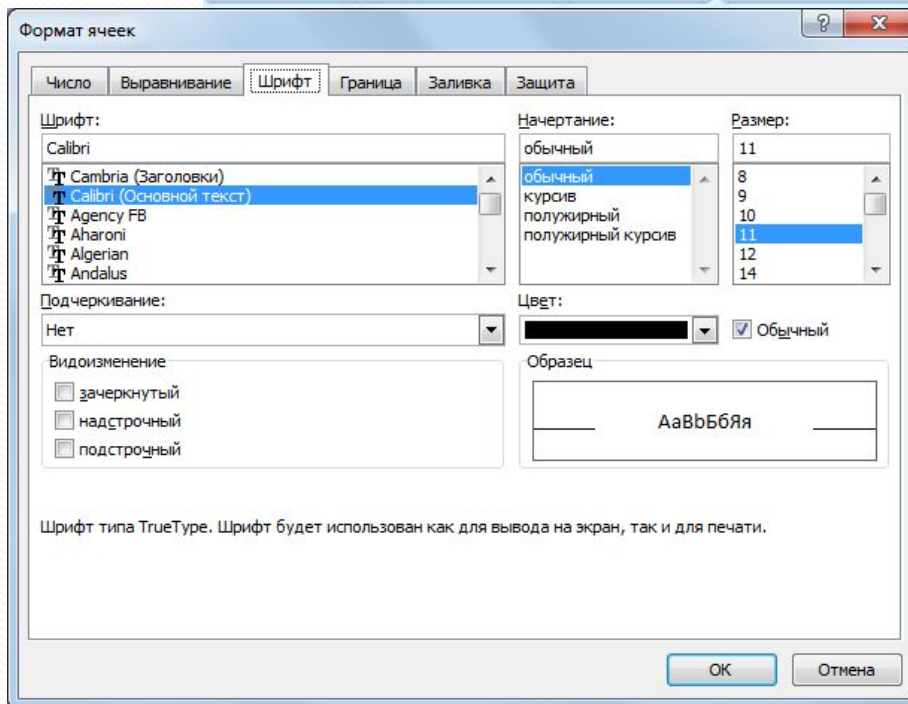 Формат ячеек
Число Выравнивание Шрифт Граница Заливка Защита
Шрифт: Начертание: Размер:
Calibri обычный 11
Cambria (Заголовки) обычный 8
Calibri (Основной текст) курсив 9
Agency FB полужирный 10
Aharoni полужирный курсив 11
Algerian 12
Andalus 14
Подчеркивание: Цвет:
Нет Обычный
Видоизменение Образец
зачеркнутый
надстрочный АаВbБбЯя
подстрочный
Шрифт типа TrueType. Шрифт будет использован как для вывода на экран, так и для печати.
ОК Отмена